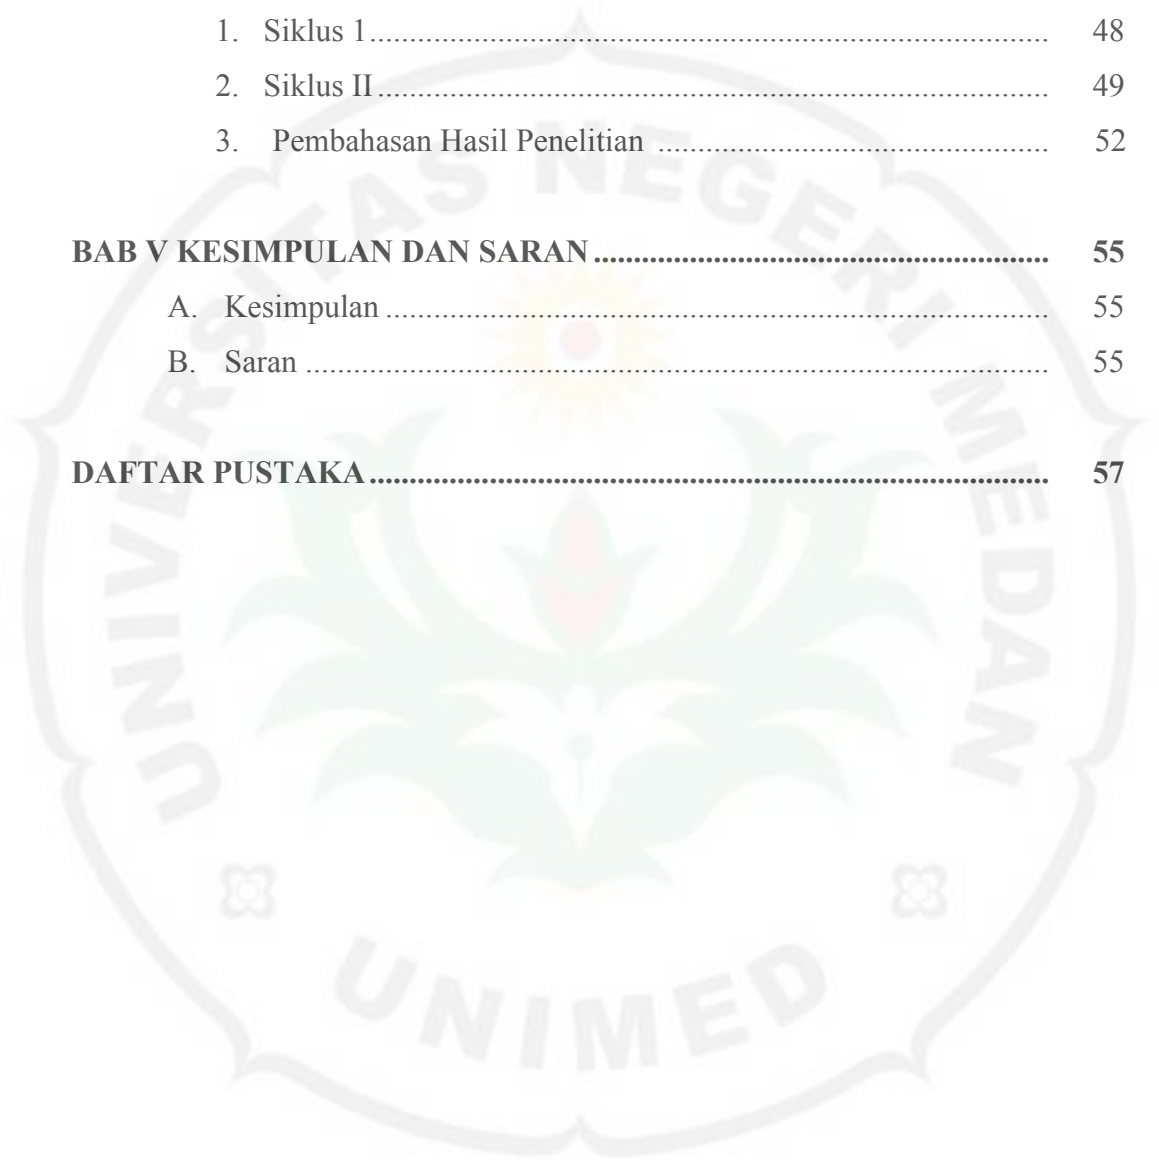 1. Siklus 1 ........ 48
2. Siklus II ........ 49
3. Pembahasan Hasil Penelitian ........ 52
BAB V KESIMPULAN DAN SARAN ........ 55
A. Kesimpulan ........ 55
B. Saran ........ 55
DAFTAR PUSTAKA ........ 57
UNIVERSITAS NEGERI MEDAN
UNIMED